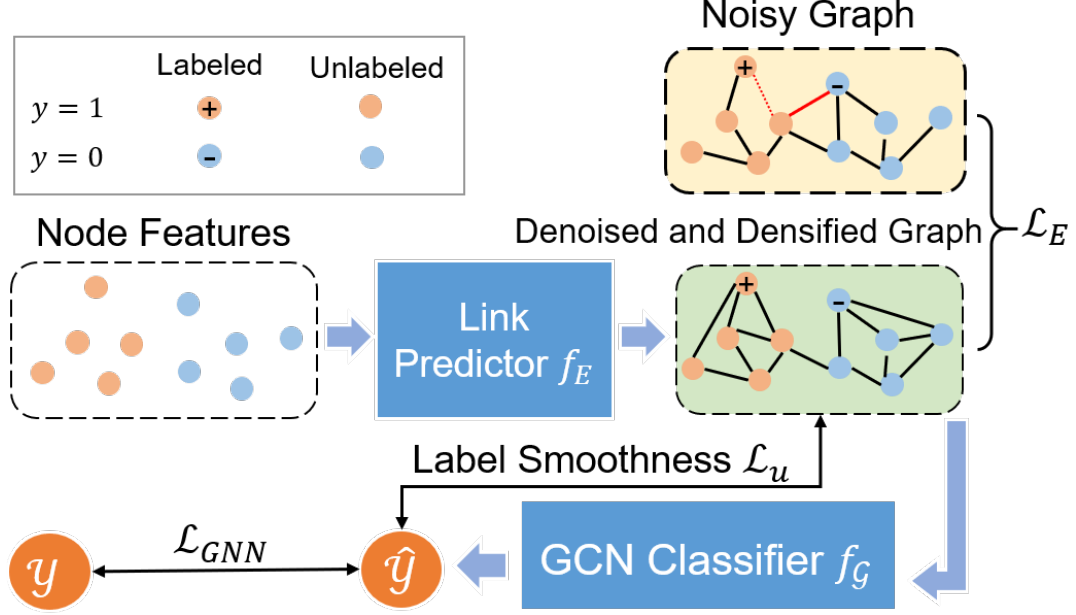 Noisy Graph
Labeled Unlabeled
y = 1 +
y = 0 -
+
-
Node Features
Denoised and Densified Graph
ℒ_E
Link
Predictor f_E
+
-
Label Smoothness ℒ_u
ℒ_GNN
𝒴
𝒴̂
GCN Classifier f_𝒢